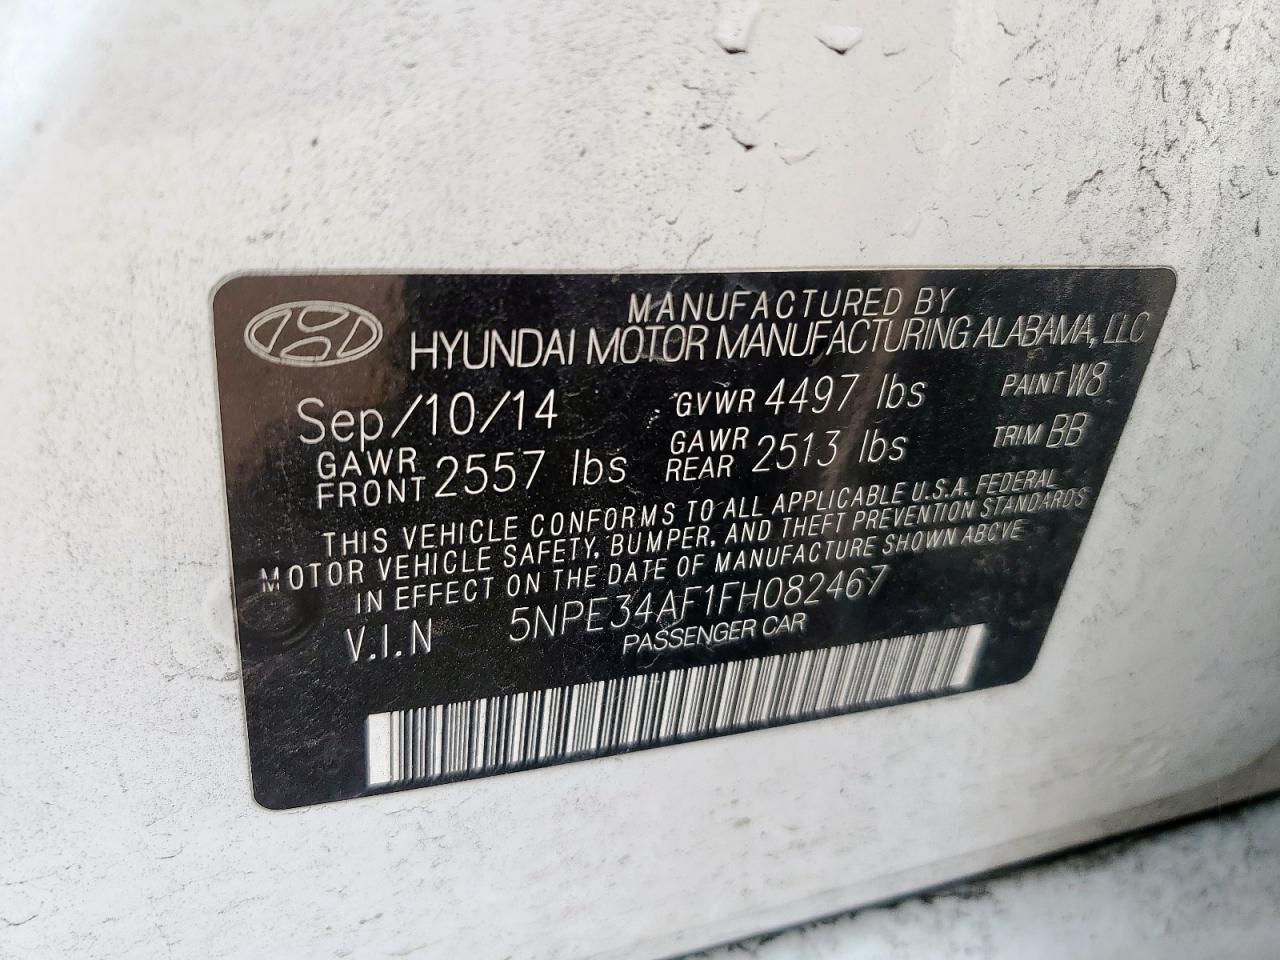 MANUFACTURED BY
HYUNDAI MOTOR MANUFACTURING ALABAMA, LLC
Sep/10/14 GVWR 4497 lbs PAINT W8
GAWR FRONT 2557 lbs GAWR REAR 2513 lbs TRIM BB
THIS VEHICLE CONFORMS TO ALL APPLICABLE U.S.A. FEDERAL
MOTOR VEHICLE SAFETY, BUMPER, AND THEFT PREVENTION STANDARDS
IN EFFECT ON THE DATE OF MANUFACTURE SHOWN ABOVE
V.I.N 5NPE34AF1FH082467
PASSENGER CAR